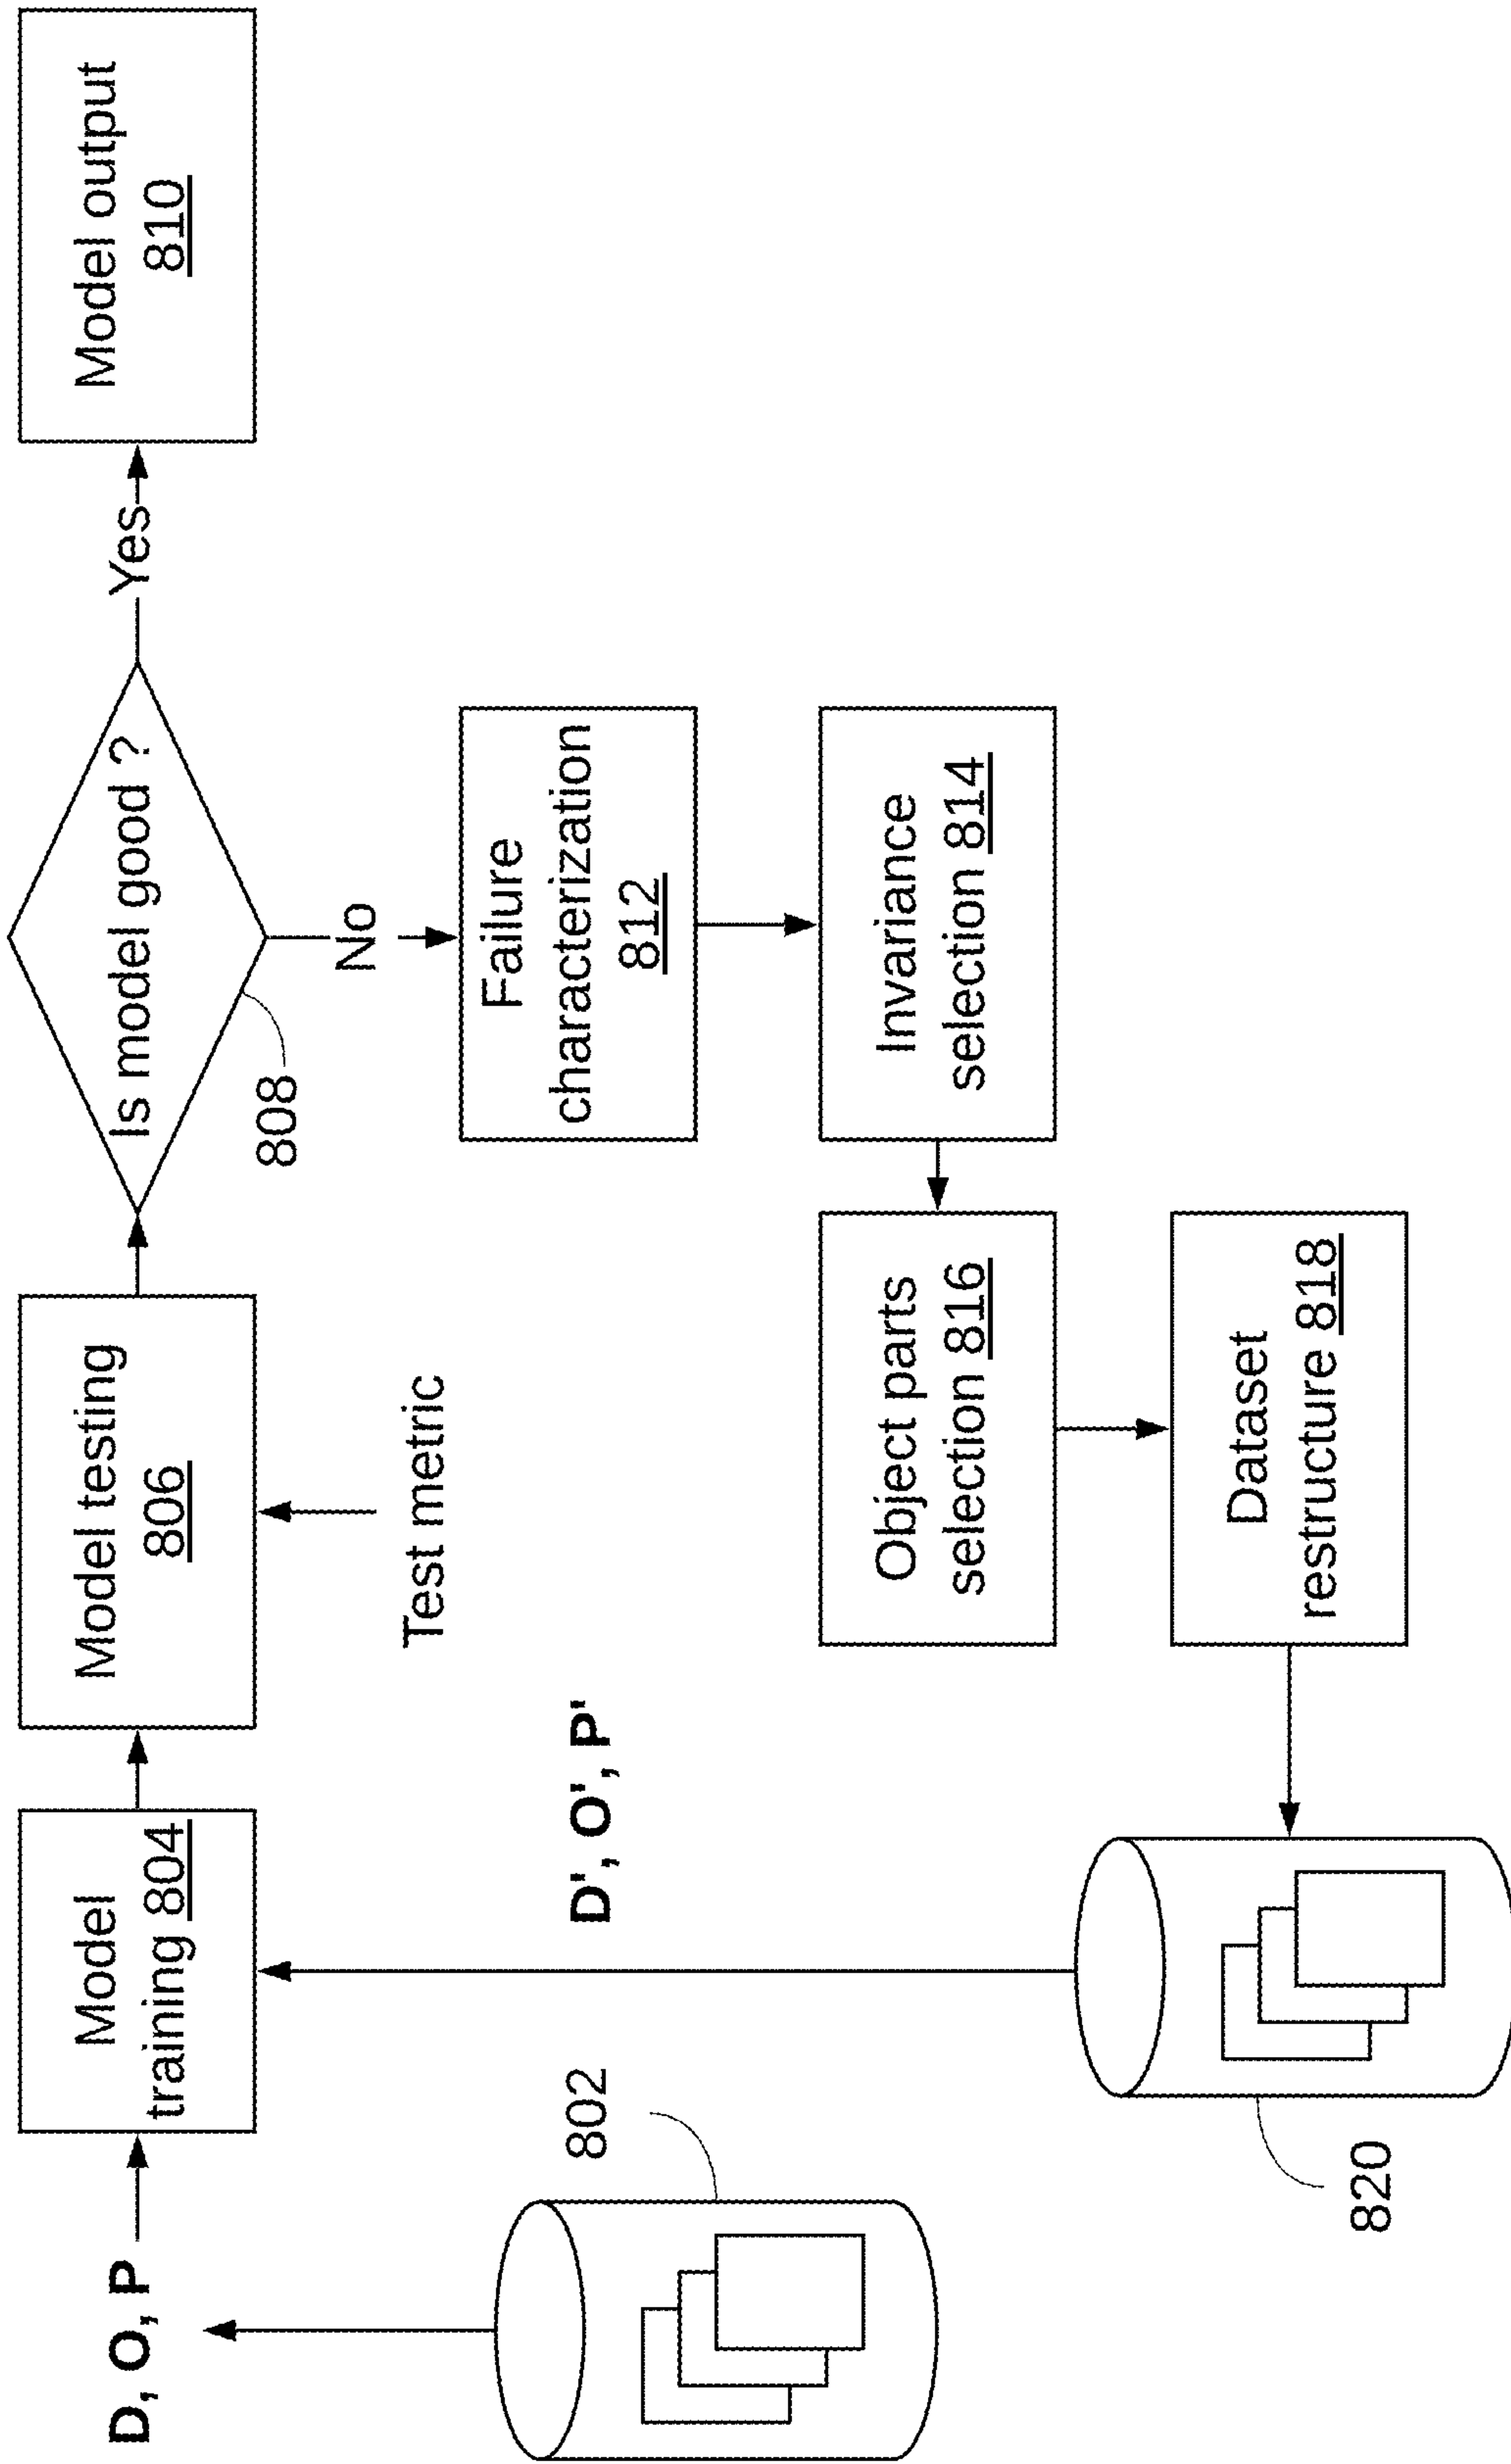 D, O, P
Model
training 804
Model testing
806
Is model good ?
Yes
Model output
810
808
No
Test metric
Failure
characterization
812
D', O', P'
802
Object parts
selection 816
Invariance
selection 814
Dataset
restructure 818
820